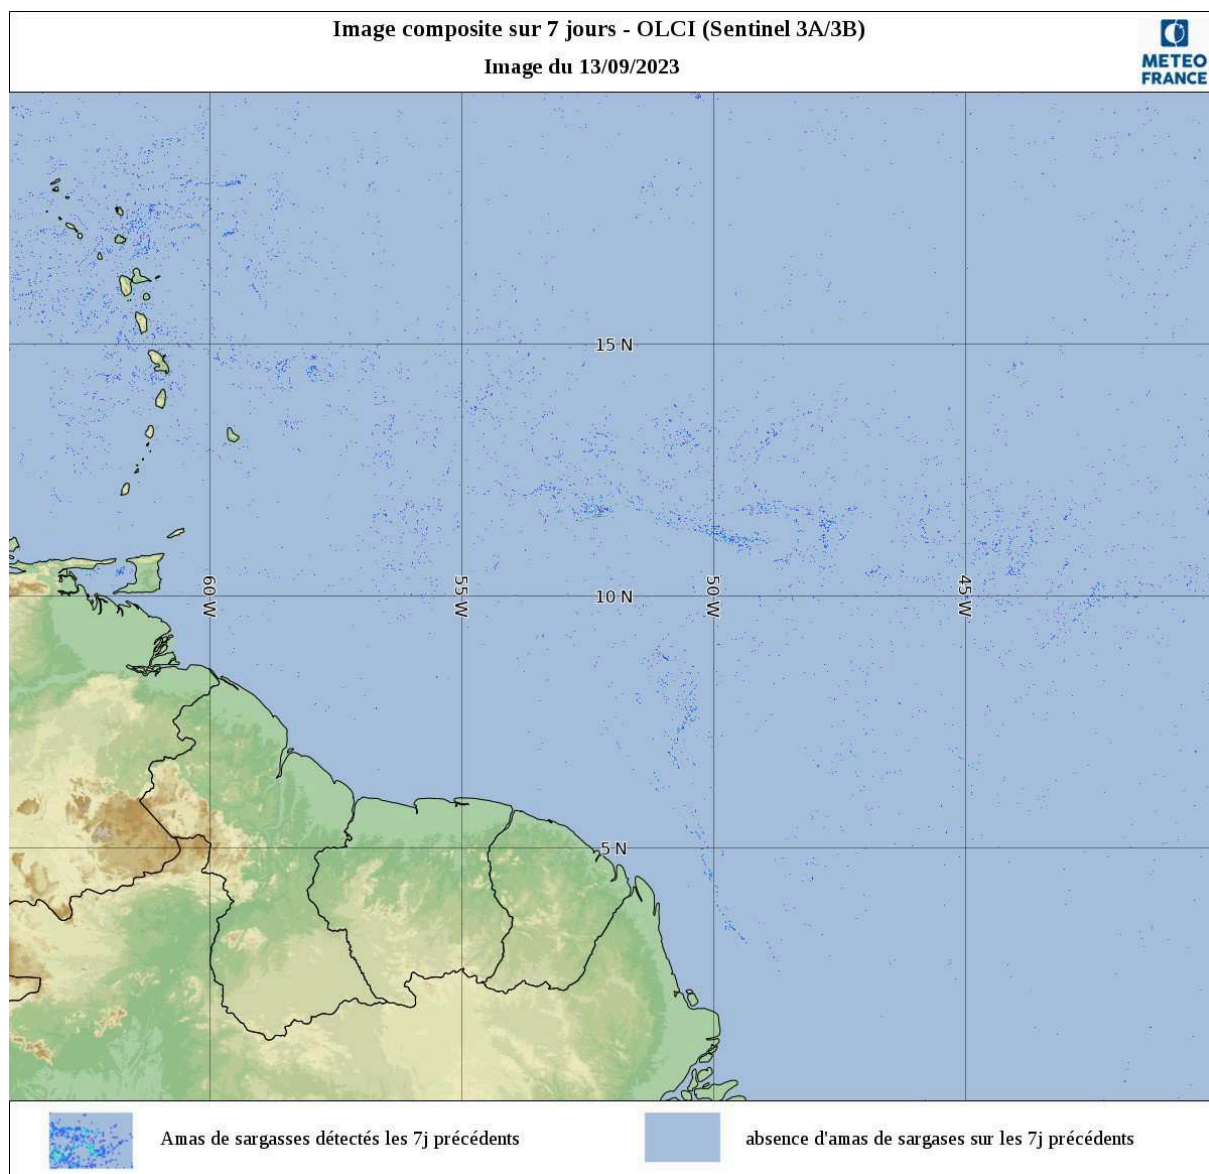 Image composite sur 7 jours - OLCI (Sentinel 3A/3B)
Image du 13/09/2023
METEO
FRANCE
15 N
60 W
55 W
10 N
50 W
45 W
5 N
Amas de sargasses détectés les 7j précédents
absence d'amas de sargases sur les 7j précédents